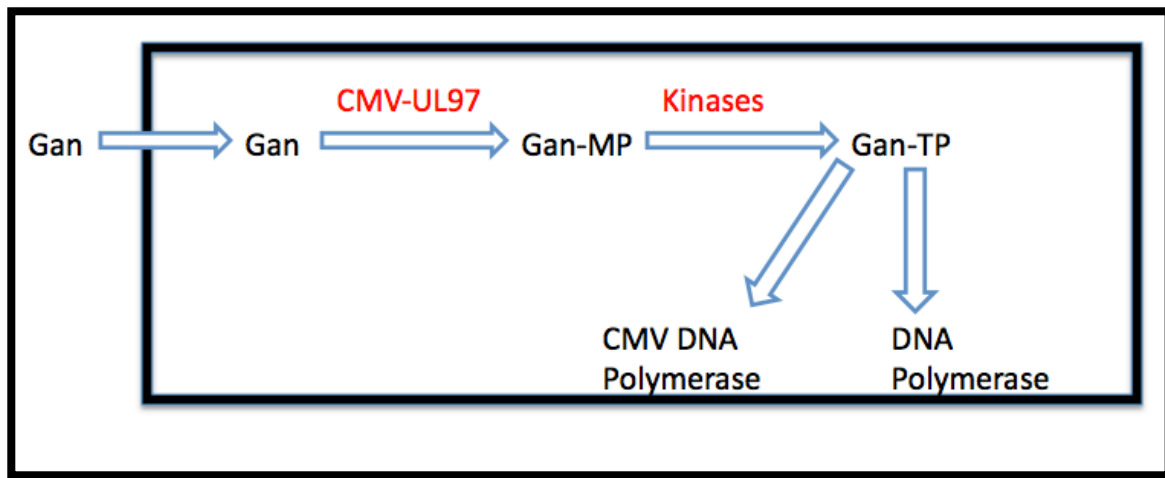 CMV-UL97 Kinases
Gan Gan Gan-MP Gan-TP
CMV DNA DNA
Polymerase Polymerase